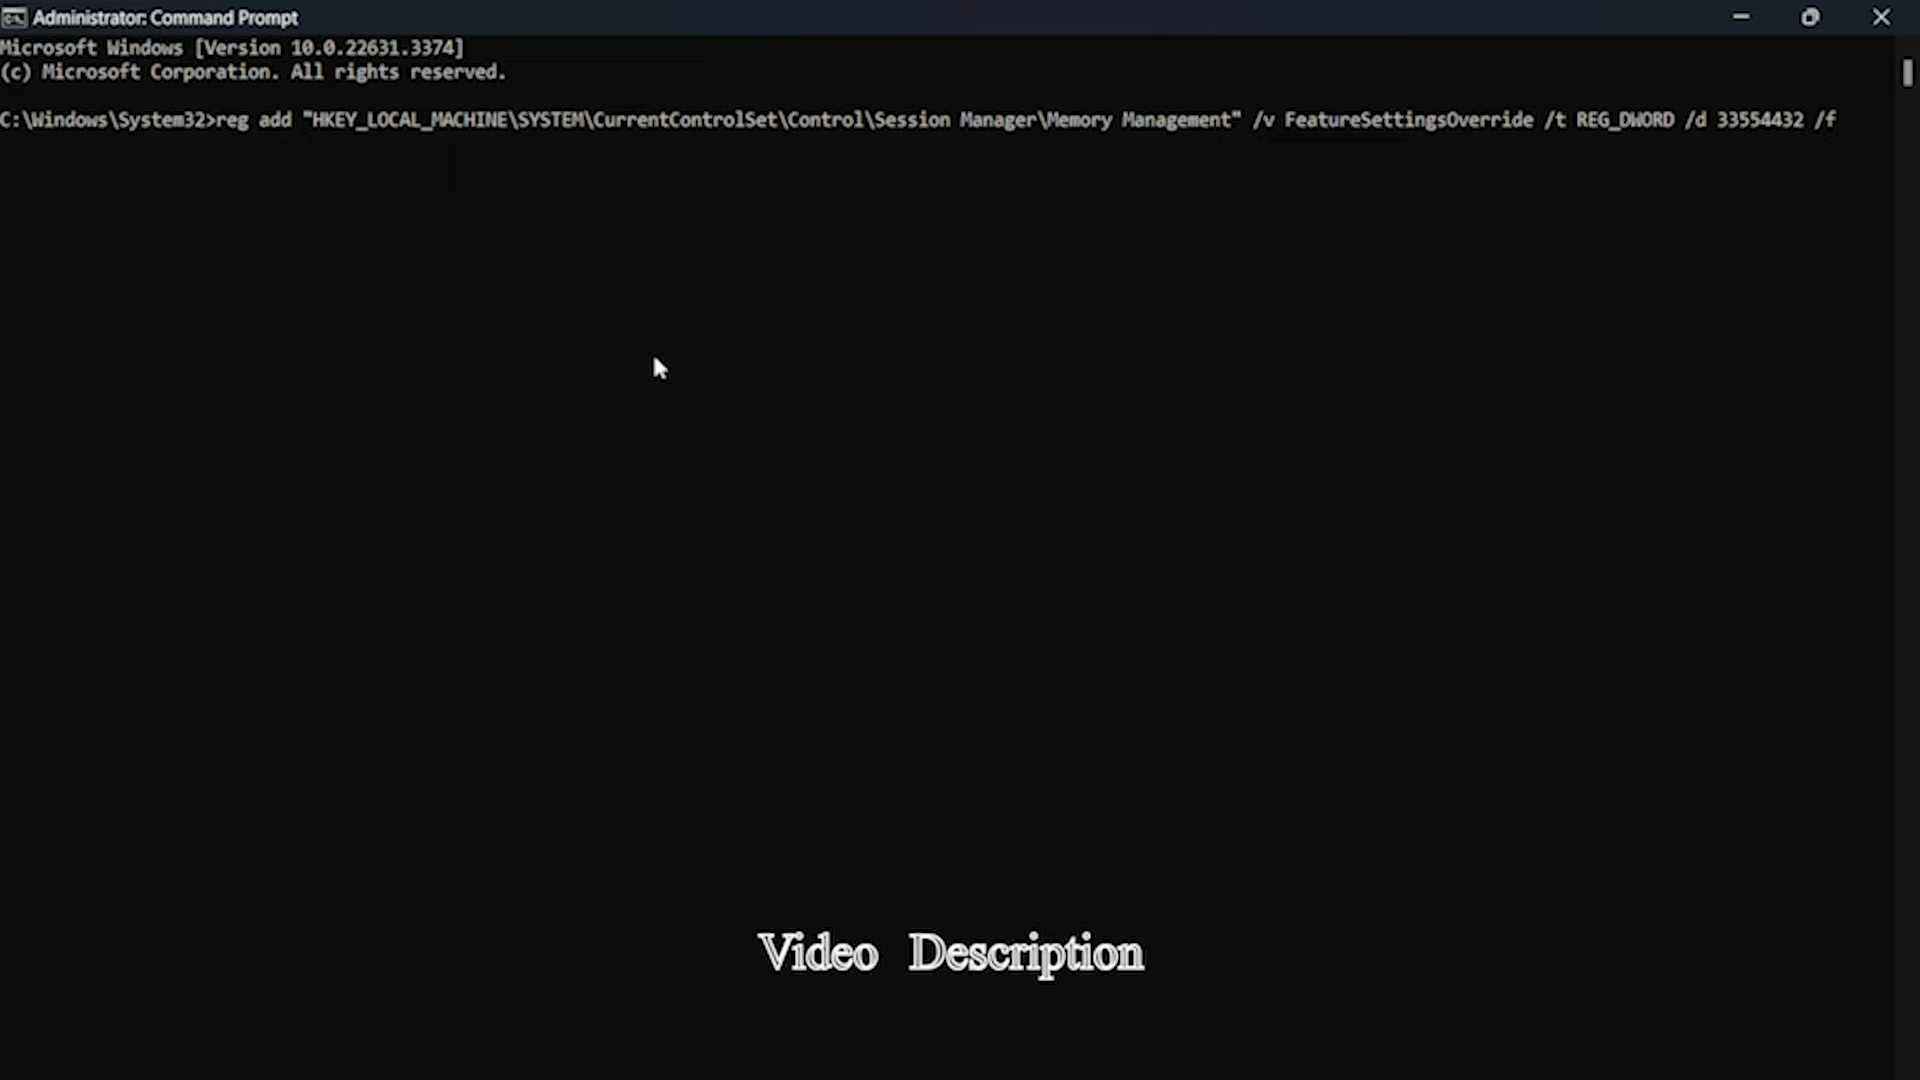 Administrator: Command Prompt
Microsoft Windows [Version 10.0.22631.3374]
(c) Microsoft Corporation. All rights reserved.
C:\Windows\System32>reg add "HKEY_LOCAL_MACHINE\SYSTEM\CurrentControlSet\Control\Session Manager\Memory Management" /v FeatureSettingsOverride /t REG_DWORD /d 33554432 /f
Video Description